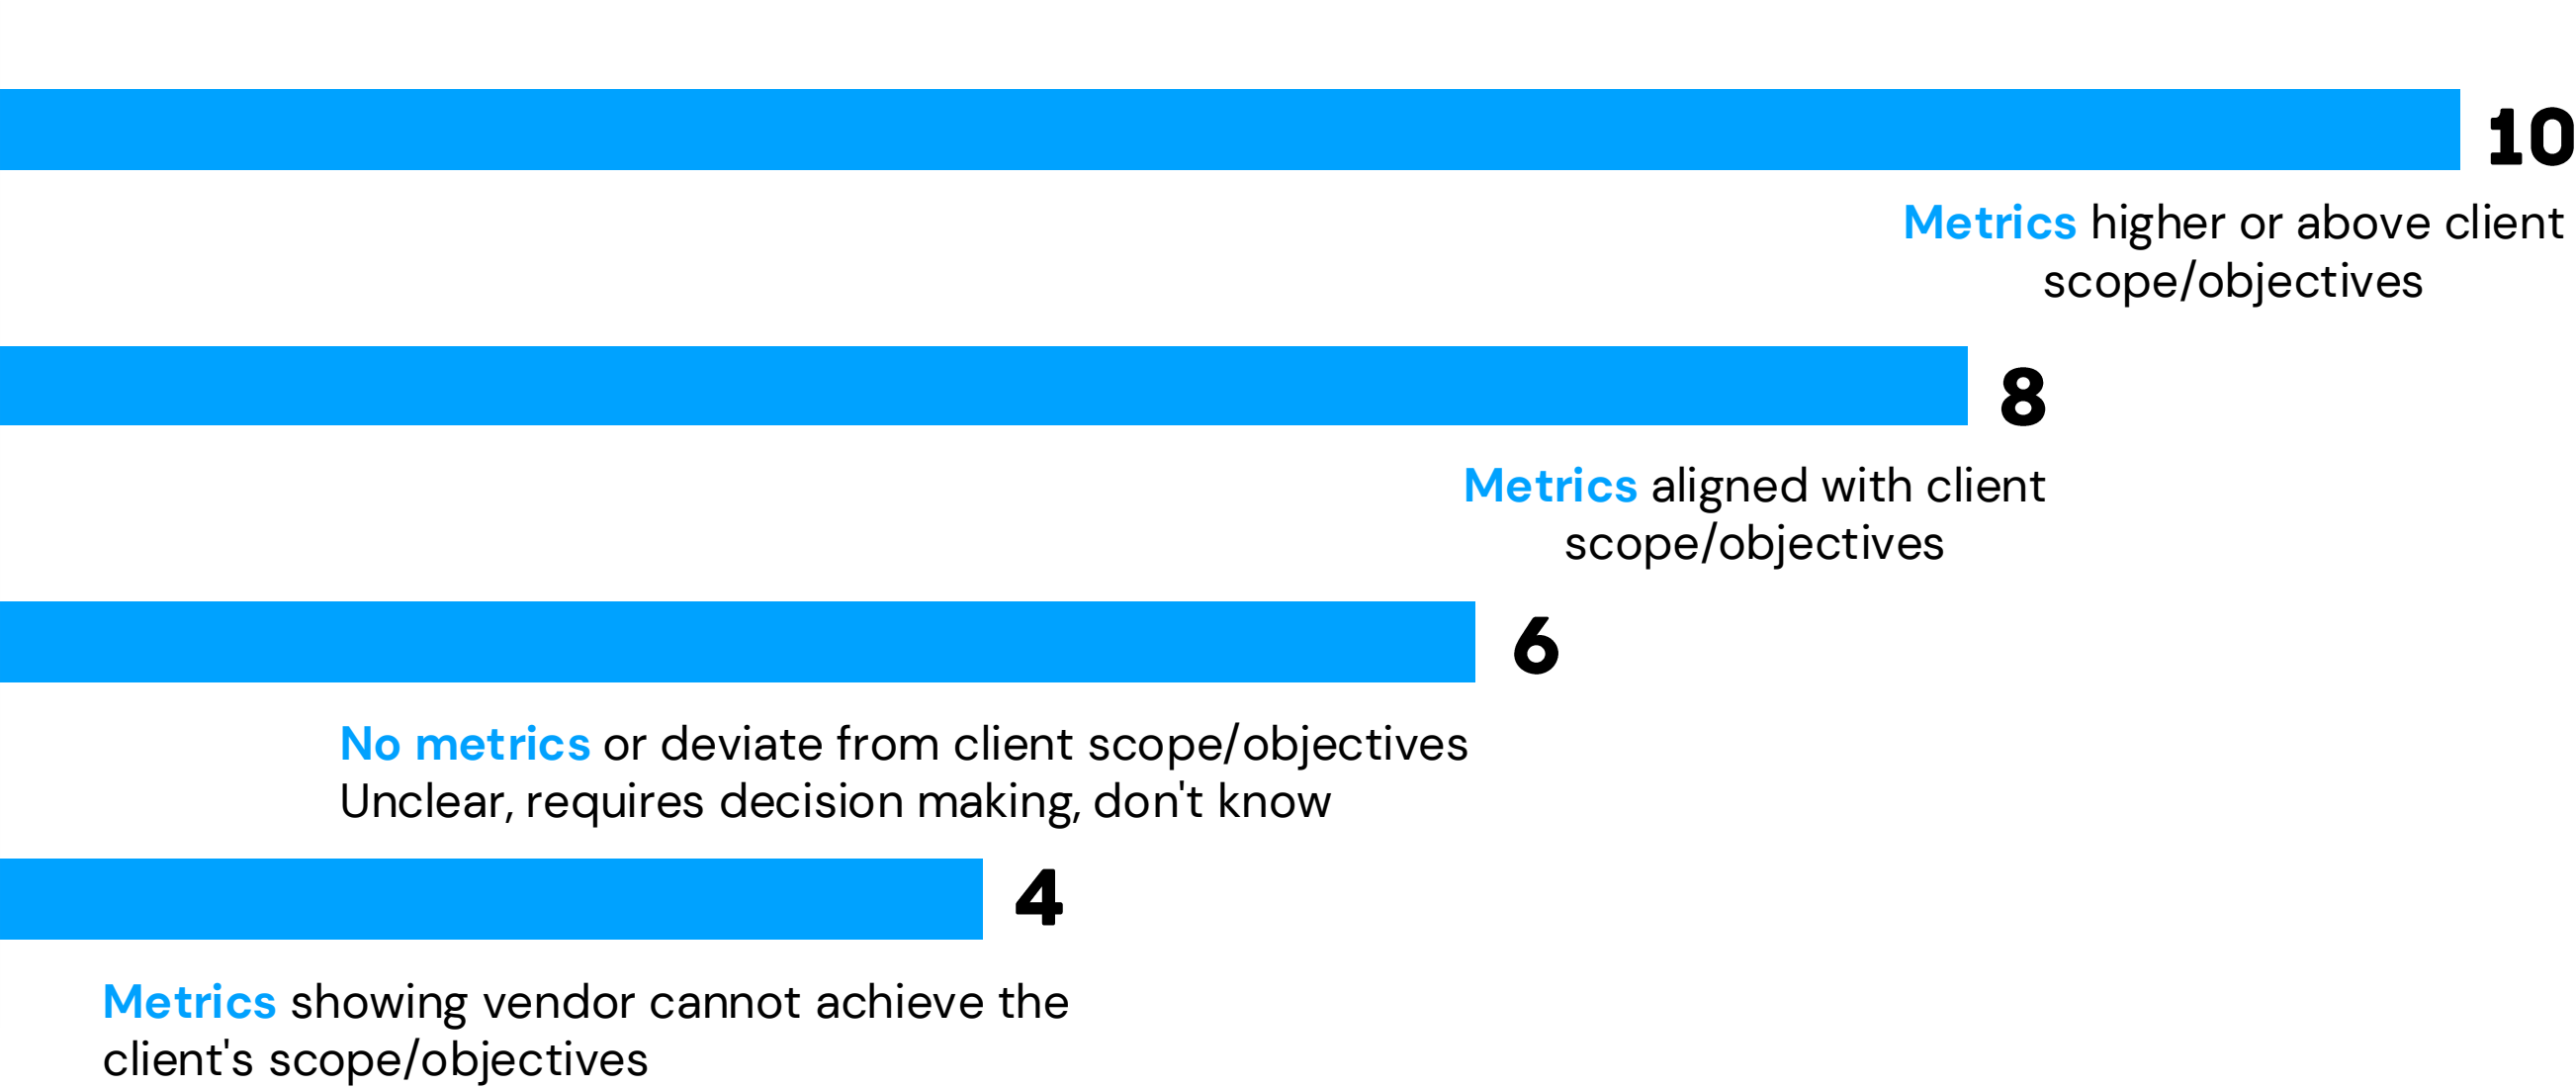 10
Metrics higher or above client
scope/objectives
8
Metrics aligned with client
scope/objectives
6
No metrics or deviate from client scope/objectives
Unclear, requires decision making, don't know
4
Metrics showing vendor cannot achieve the
client's scope/objectives